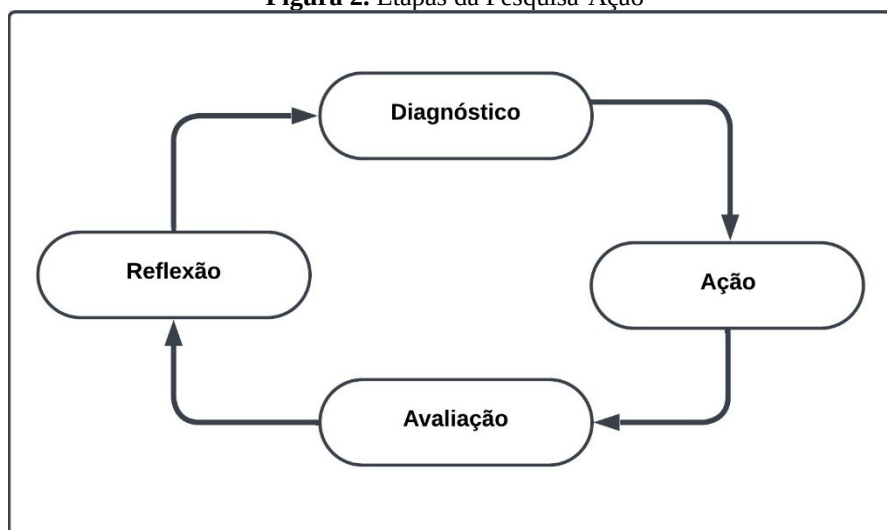 Figura 2. Etapas da Pesquisa-Ação
Diagnóstico
Reflexão
Ação
Avaliação